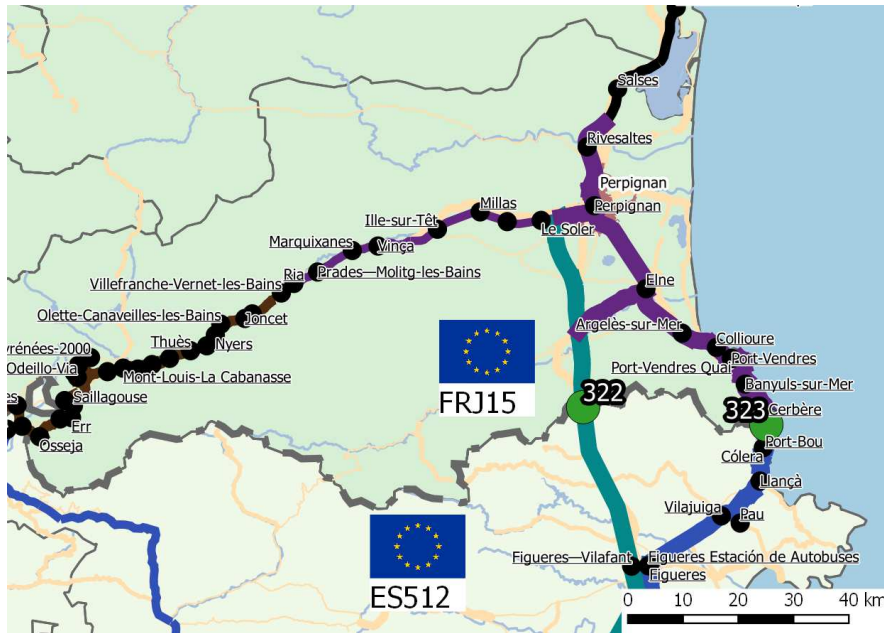 Salses
Rivesaltes
Perpignan
Perpignan
Millas
Ille-sur-Têt
Le Soler
Marquixanes
Vinça
Ria
Prades—Molitg-les-Bains
Villefranche-Vernet-les-Bains
Elne
Olette-Canaveilles-les-Bains
Joncet
Argelès-sur-Mer
Thuès
Nyers
Collioure
yrénées-2000
Port-Vendres
Odeillo-Via
Port-Vendres Quai
Mont-Louis-La Cabanasse
Banyuls-sur-Mer
322
es
Saillagouse
FRJ15
323
Cerbère
Err
Osseja
Port-Bou
Cólera
Llançà
Vilajuiga
Pau
Figueres—Vilafant
Figueres Estación de Autobuses
Figueres
ES512
0 10 20 30 40 km